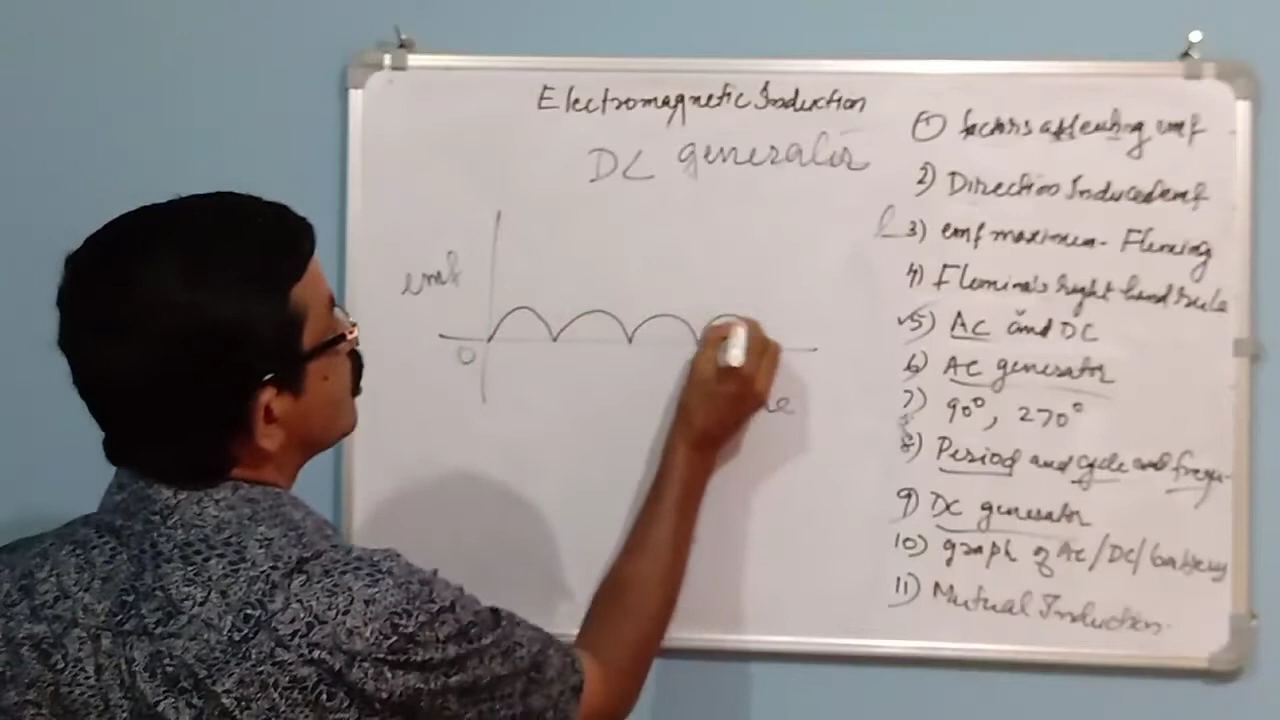 Electromagnetic Induction
DC generator
emf
0
1) factors affecting emf
2) Direction Induced emf
3) emf maximum - Fleming
4) Fleming's right hand rule
5) AC and DC
6) AC generator
7) 90°, 270°
8) Period and cycle and frequ-
9) DC generator
10) graph of AC/DC/battery
11) Mutual Induction